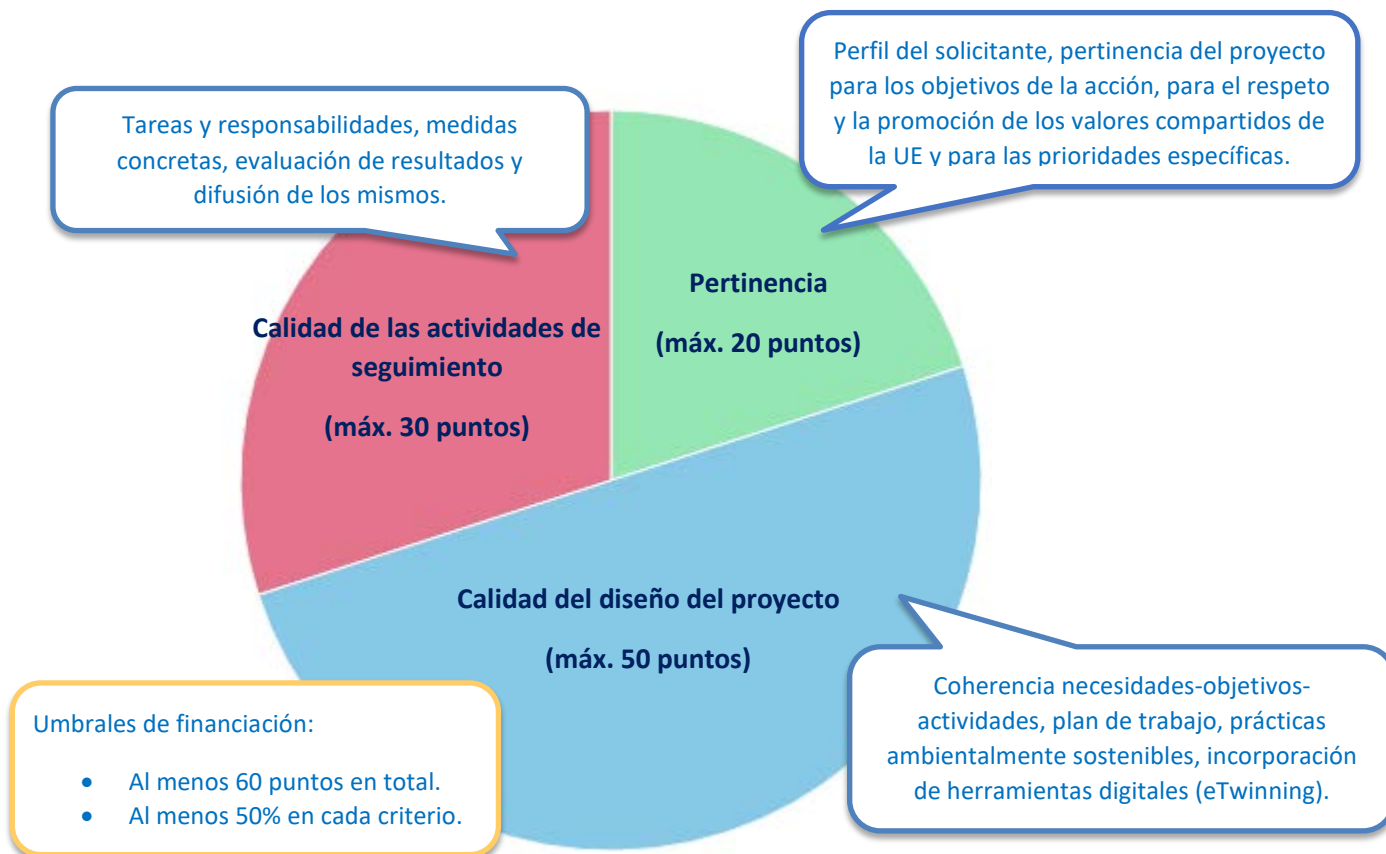 Perfil del solicitante, pertinencia del proyecto
para los objetivos de la acción, para el respeto
y la promoción de los valores compartidos de
la UE y para las prioridades específicas.
Tareas y responsabilidades, medidas
concretas, evaluación de resultados y
difusión de los mismos.
Pertinencia
(máx. 20 puntos)
Calidad de las actividades de
seguimiento
(máx. 30 puntos)
Calidad del diseño del proyecto
(máx. 50 puntos)
Coherencia necesidades-objetivos-
actividades, plan de trabajo, prácticas
ambientalmente sostenibles, incorporación
de herramientas digitales (eTwinning).
Umbrales de financiación:
• Al menos 60 puntos en total.
• Al menos 50% en cada criterio.